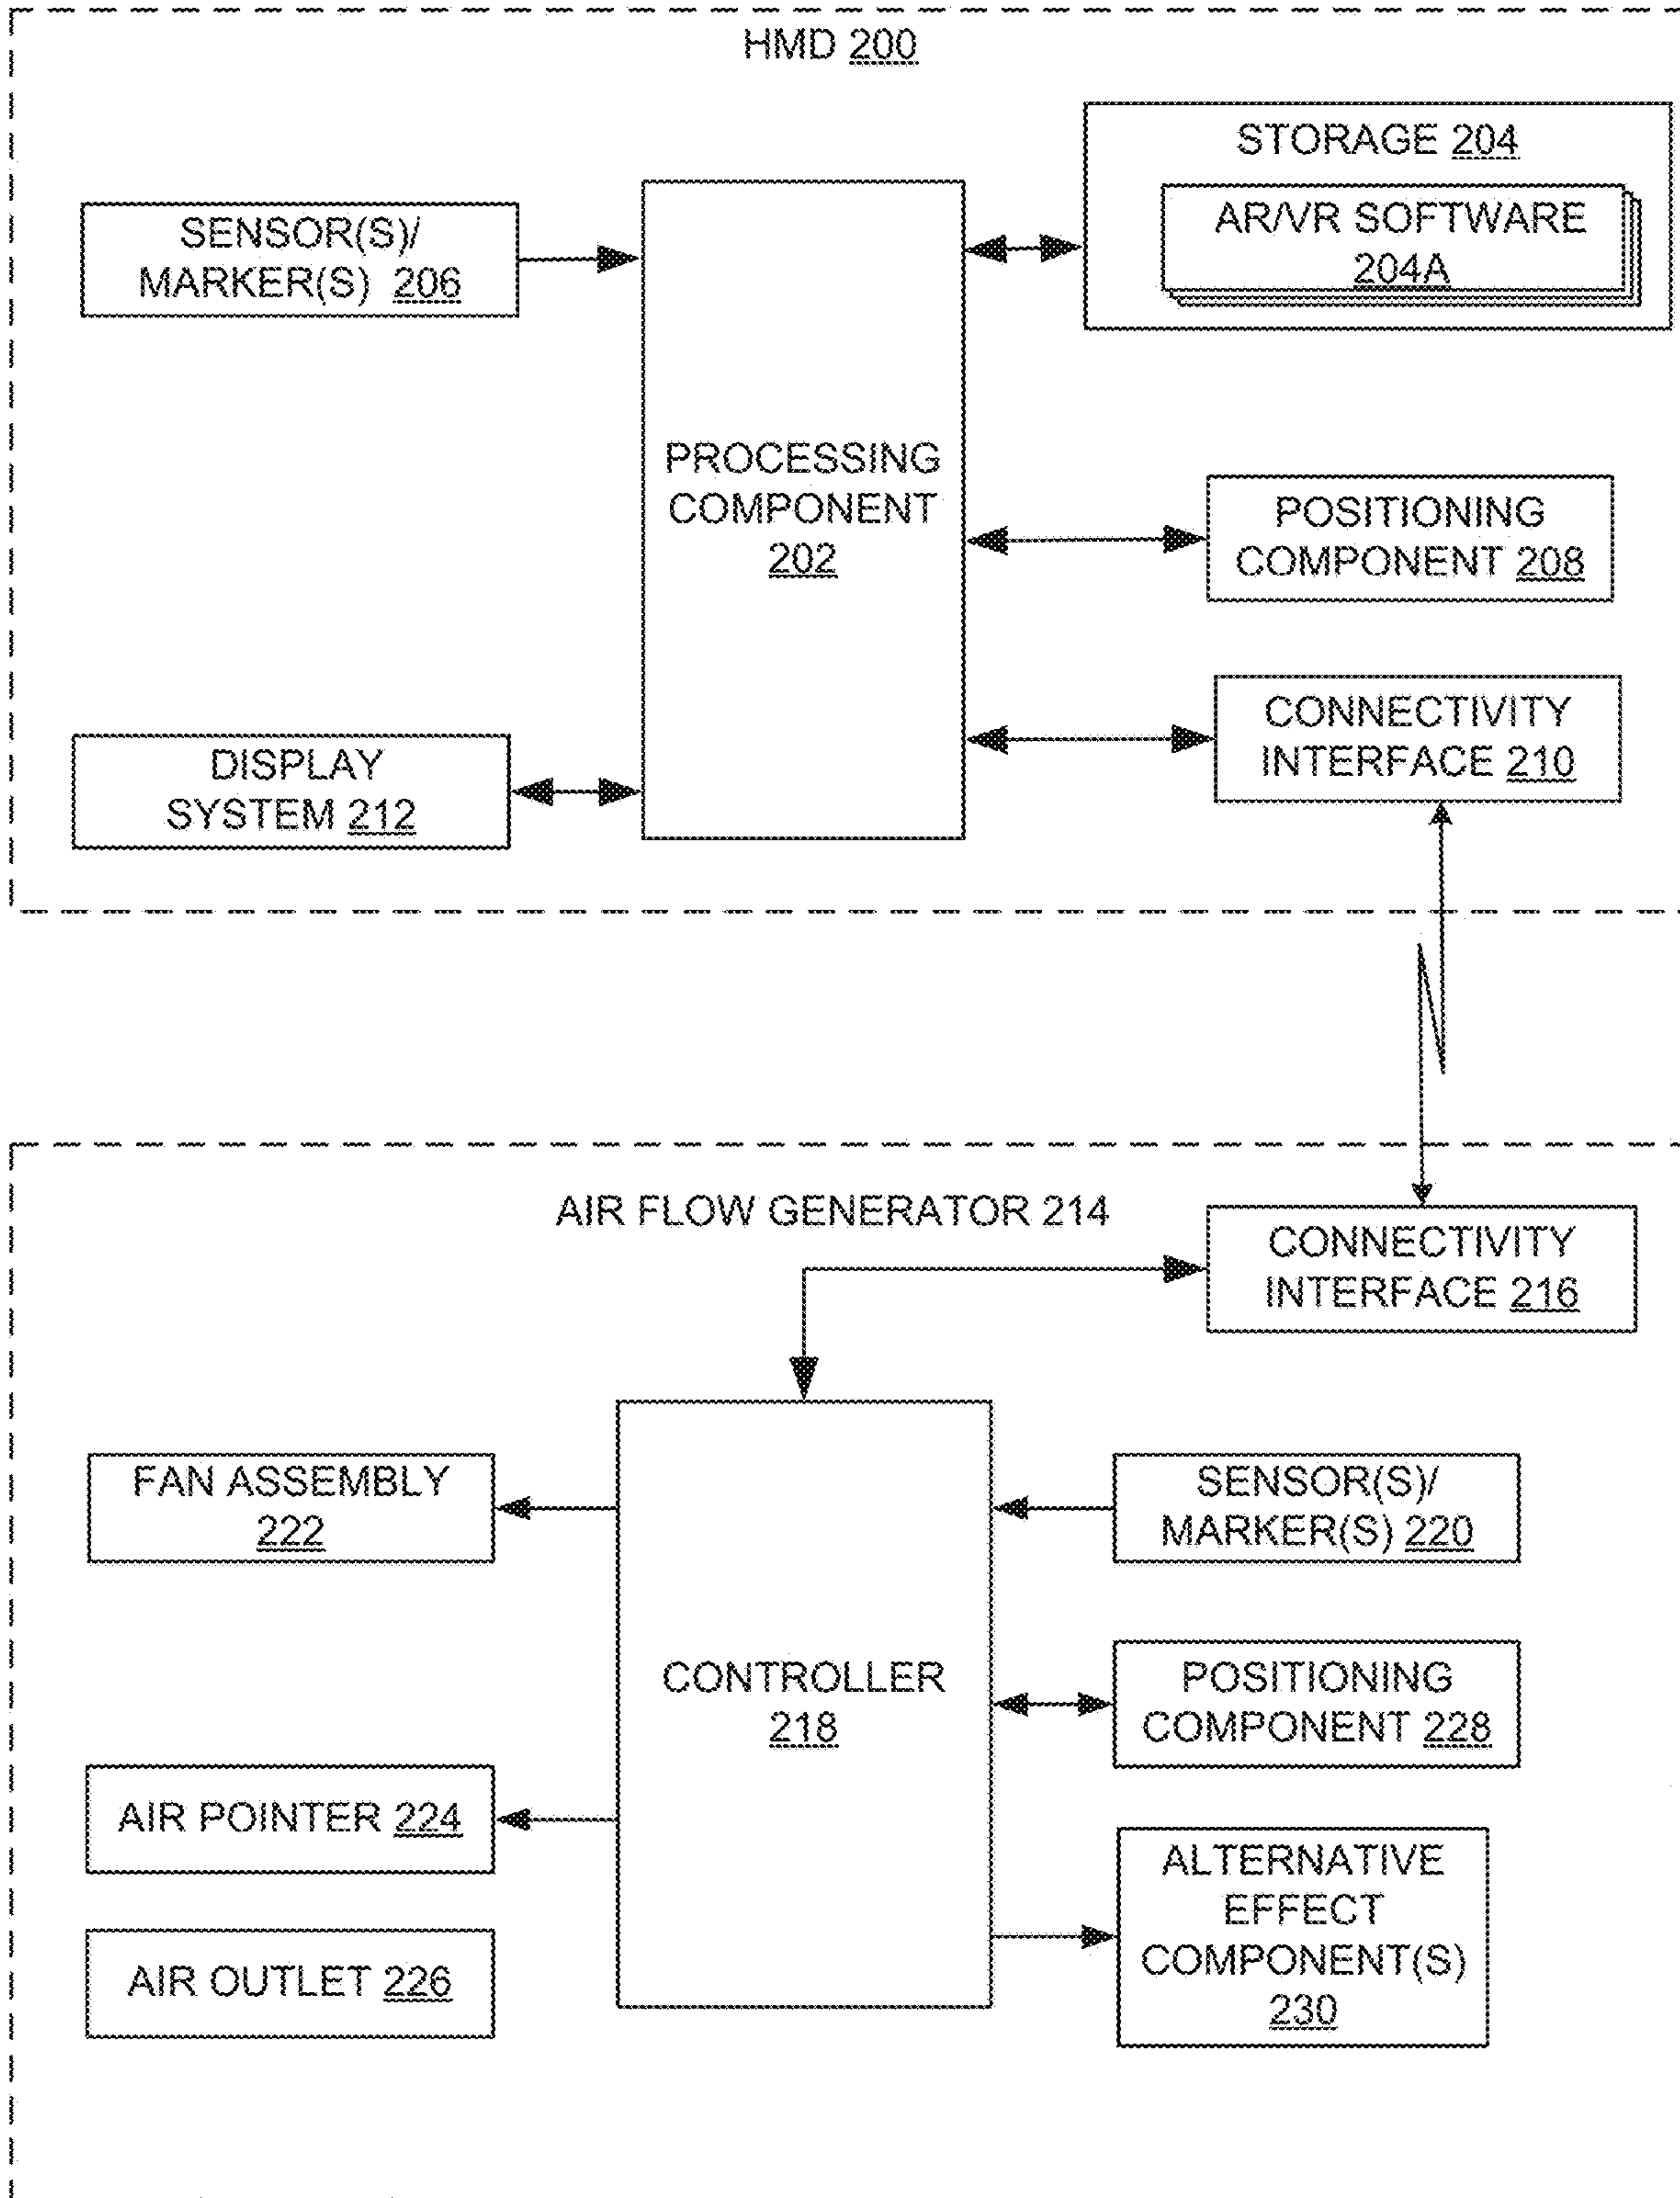 HMD 200
STORAGE 204
AR/VR SOFTWARE
204A
SENSOR(S)/
MARKER(S) 206
PROCESSING
COMPONENT
202
POSITIONING
COMPONENT 208
CONNECTIVITY
INTERFACE 210
DISPLAY
SYSTEM 212
AIR FLOW GENERATOR 214
CONNECTIVITY
INTERFACE 216
FAN ASSEMBLY
222
SENSOR(S)/
MARKER(S) 220
CONTROLLER
218
POSITIONING
COMPONENT 228
AIR POINTER 224
ALTERNATIVE
EFFECT
COMPONENT(S)
230
AIR OUTLET 226